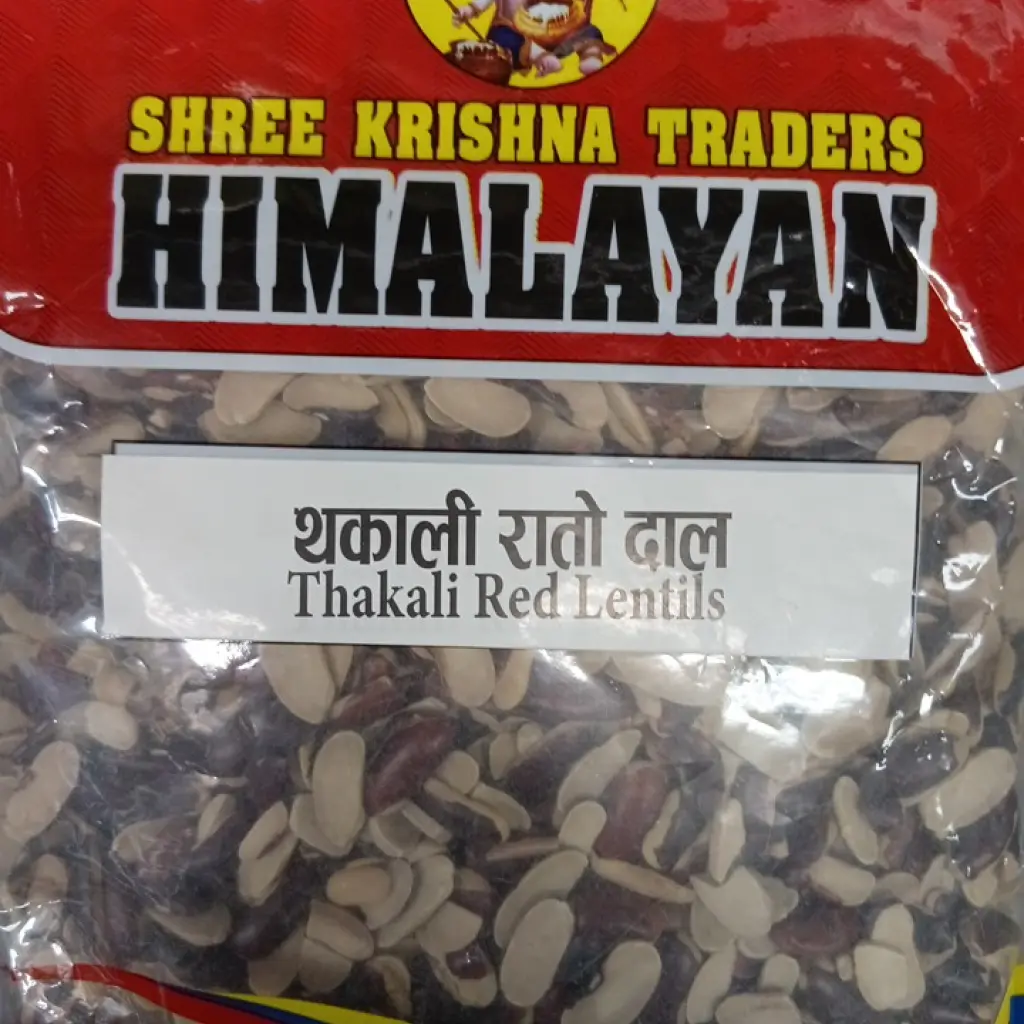 SHREE KRISHNA TRADERS
HIMALAYAN
थकाली रातो दाल
Thakali Red Lentils